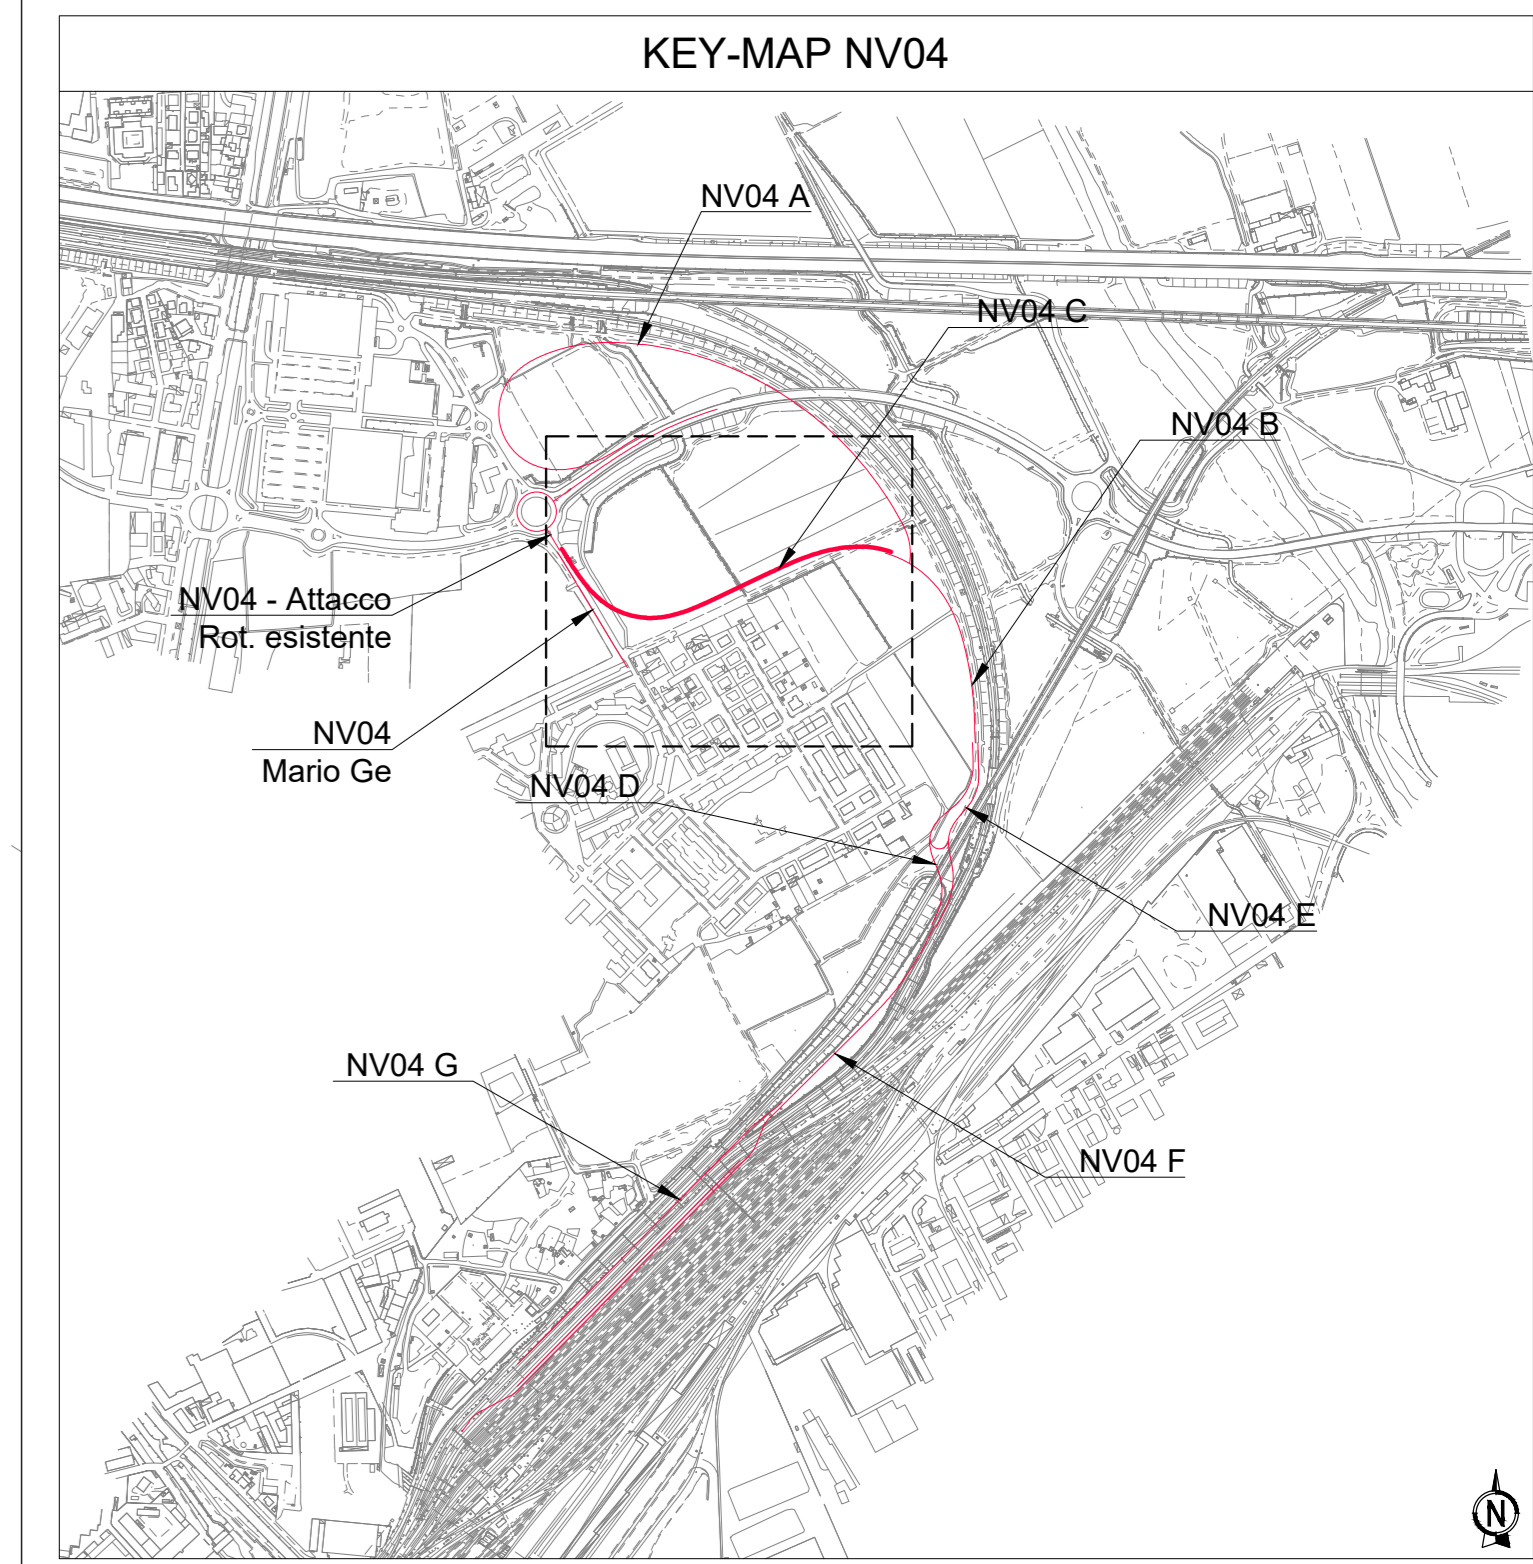 KEY-MAP NV04
NV04 A
NV04 C
NV04 B
NV04 - Attacco
Rot. esistente
NV04
Mario Ge
NV04 D
NV04 E
NV04 G
NV04 F
N